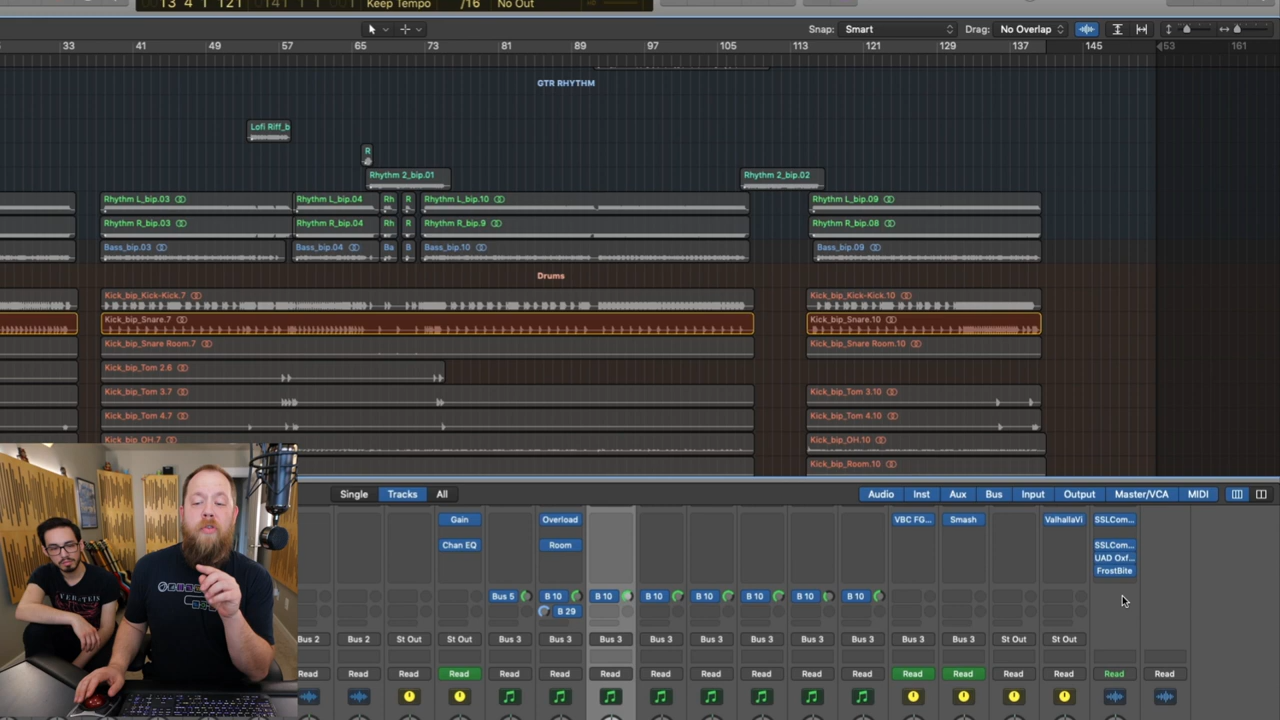 13 4 1 121
Keep Tempo
/16
No Out
Snap: Smart
Drag: No Overlap
33 41 49 57 65 73 81 89 97 105 113 121 129 137 145 153 161
GTR RHYTHM
Lofi Riff_b
R
Rhythm 2_bip.01
Rhythm 2_bip.02
Rhythm L_bip.03
Rhythm L_bip.04
Rh
R
Rhythm L_bip.10
Rhythm L_bip.09
Rhythm R_bip.03
Rhythm R_bip.04
Rh
R
Rhythm R_bip.9
Rhythm R_bip.08
Bass_bip.03
Bass_bip.04
Ba
B
Bass_bip.10
Bass_bip.09
Drums
Kick_bip_Kick-Kick.7
Kick_bip_Kick-Kick.10
Kick_bip_Snare.7
Kick_bip_Snare.10
Kick_bip_Snare Room.7
Kick_bip_Snare Room.10
Kick_bip_Tom 2.6
Kick_bip_Tom 3.7
Kick_bip_Tom 3.10
Kick_bip_Tom 4.7
Kick_bip_Tom 4.10
Kick_bip_OH.7
Kick_bip_OH.10
Kick_bip_Room.10
Single Tracks All
Audio Inst Aux Bus Input Output Master/VCA MIDI
Gain Overload VBC FG... Smash ValhallaVi SSLCom...
Chan EQ Room SSLCom...
UAD Oxf...
FrostBite
Bus 5 B 10 B 10 B 10 B 10 B 10 B 10 B 10
B 29
Bus 2 Bus 2 St Out St Out Bus 3 Bus 3 Bus 3 Bus 3 Bus 3 Bus 3 Bus 3 Bus 3 Bus 3 Bus 3 St Out St Out
Read Read Read Read Read Read Read Read Read Read Read Read Read Read Read Read Read Read